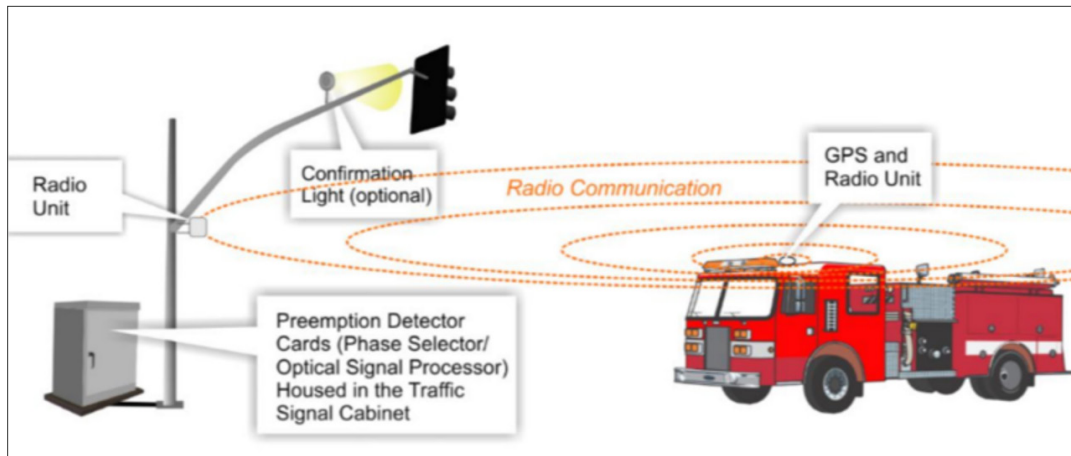 Radio
Unit
Confirmation
Light (optional)
Radio Communication
GPS and
Radio Unit
Preemption Detector
Cards (Phase Selector/
Optical Signal Processor)
Housed in the Traffic
Signal Cabinet